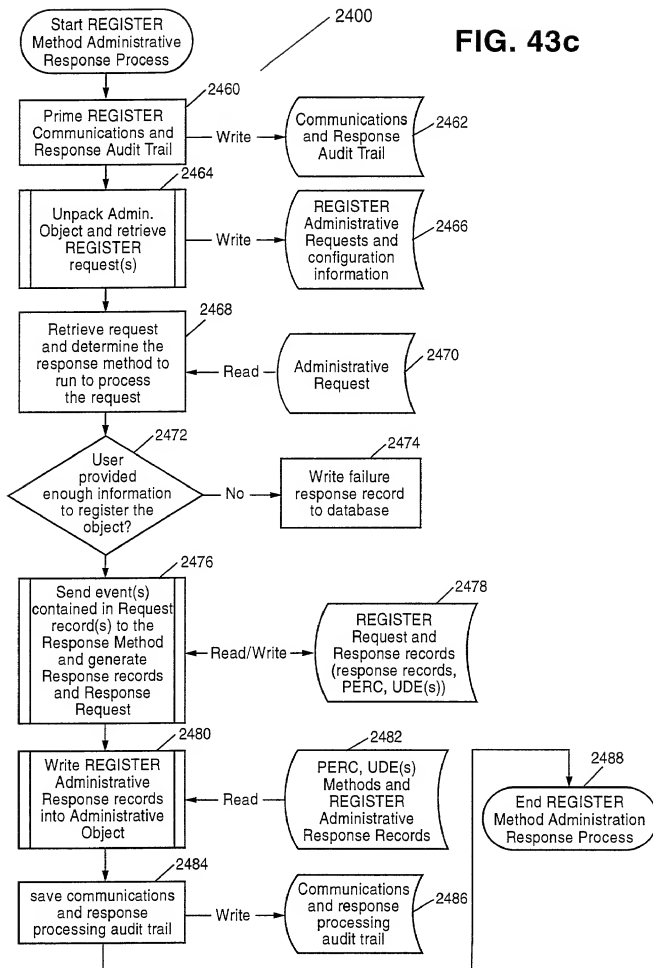 Start REGISTER
Method Administrative
Response Process
2400
FIG. 43c
2460
Prime REGISTER
Communications and
Response Audit Trail
Write
Communications
and Response
Audit Trail
2462
2464
Unpack Admin.
Object and retrieve
REGISTER
request(s)
Write
REGISTER
Administrative
Requests and
configuration
information
2466
2468
Retrieve request
and determine the
response method to
run to process
the request
Read
Administrative
Request
2470
2472
User
provided
enough information
to register the
object?
No
2474
Write failure
response record
to database
2476
Send event(s)
contained in Request
record(s) to the
Response Method
and generate
Response records
and Response
Request
Read/Write
2478
REGISTER
Request and
Response records
(response records,
PERC, UDE(s))
2480
Write REGISTER
Administrative
Response records
into Administrative
Object
Read
2482
PERC, UDE(s)
Methods and
REGISTER
Administrative
Response Records
2488
End REGISTER
Method Administration
Response Process
2484
save communications
and response
processing audit trail
Write
Communications
and response
processing
audit trail
2486